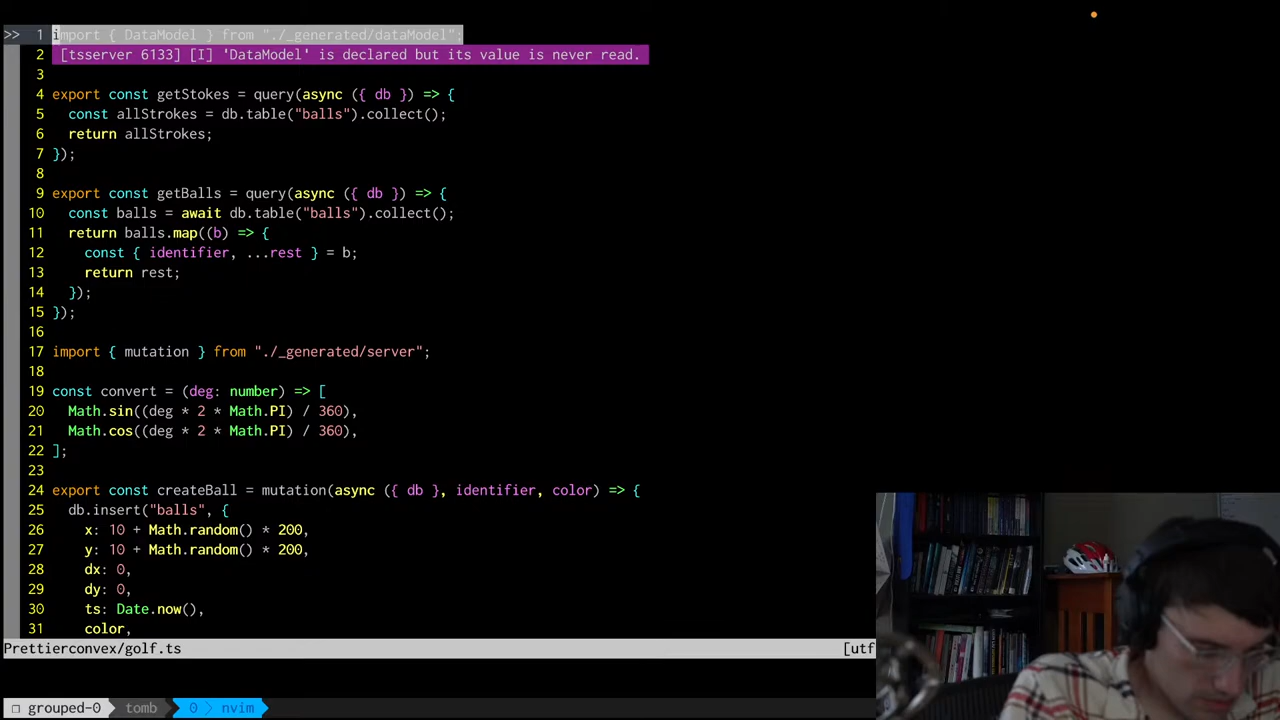 >> 1 import { DataModel } from "./_generated/dataModel";
2 [tsserver 6133] [I] 'DataModel' is declared but its value is never read.
3
4 export const getStokes = query(async ({ db }) => {
5 const allStrokes = db.table("balls").collect();
6 return allStrokes;
7 });
8
9 export const getBalls = query(async ({ db }) => {
10 const balls = await db.table("balls").collect();
11 return balls.map((b) => {
12 const { identifier, ...rest } = b;
13 return rest;
14 });
15 });
16
17 import { mutation } from "./_generated/server";
18
19 const convert = (deg: number) => [
20 Math.sin((deg * 2 * Math.PI) / 360),
21 Math.cos((deg * 2 * Math.PI) / 360),
22 ];
23
24 export const createBall = mutation(async ({ db }, identifier, color) => {
25 db.insert("balls", {
26 x: 10 + Math.random() * 200,
27 y: 10 + Math.random() * 200,
28 dx: 0,
29 dy: 0,
30 ts: Date.now(),
31 color,
Prettierconvex/golf.ts [utf
grouped-0 tomb 0 nvim